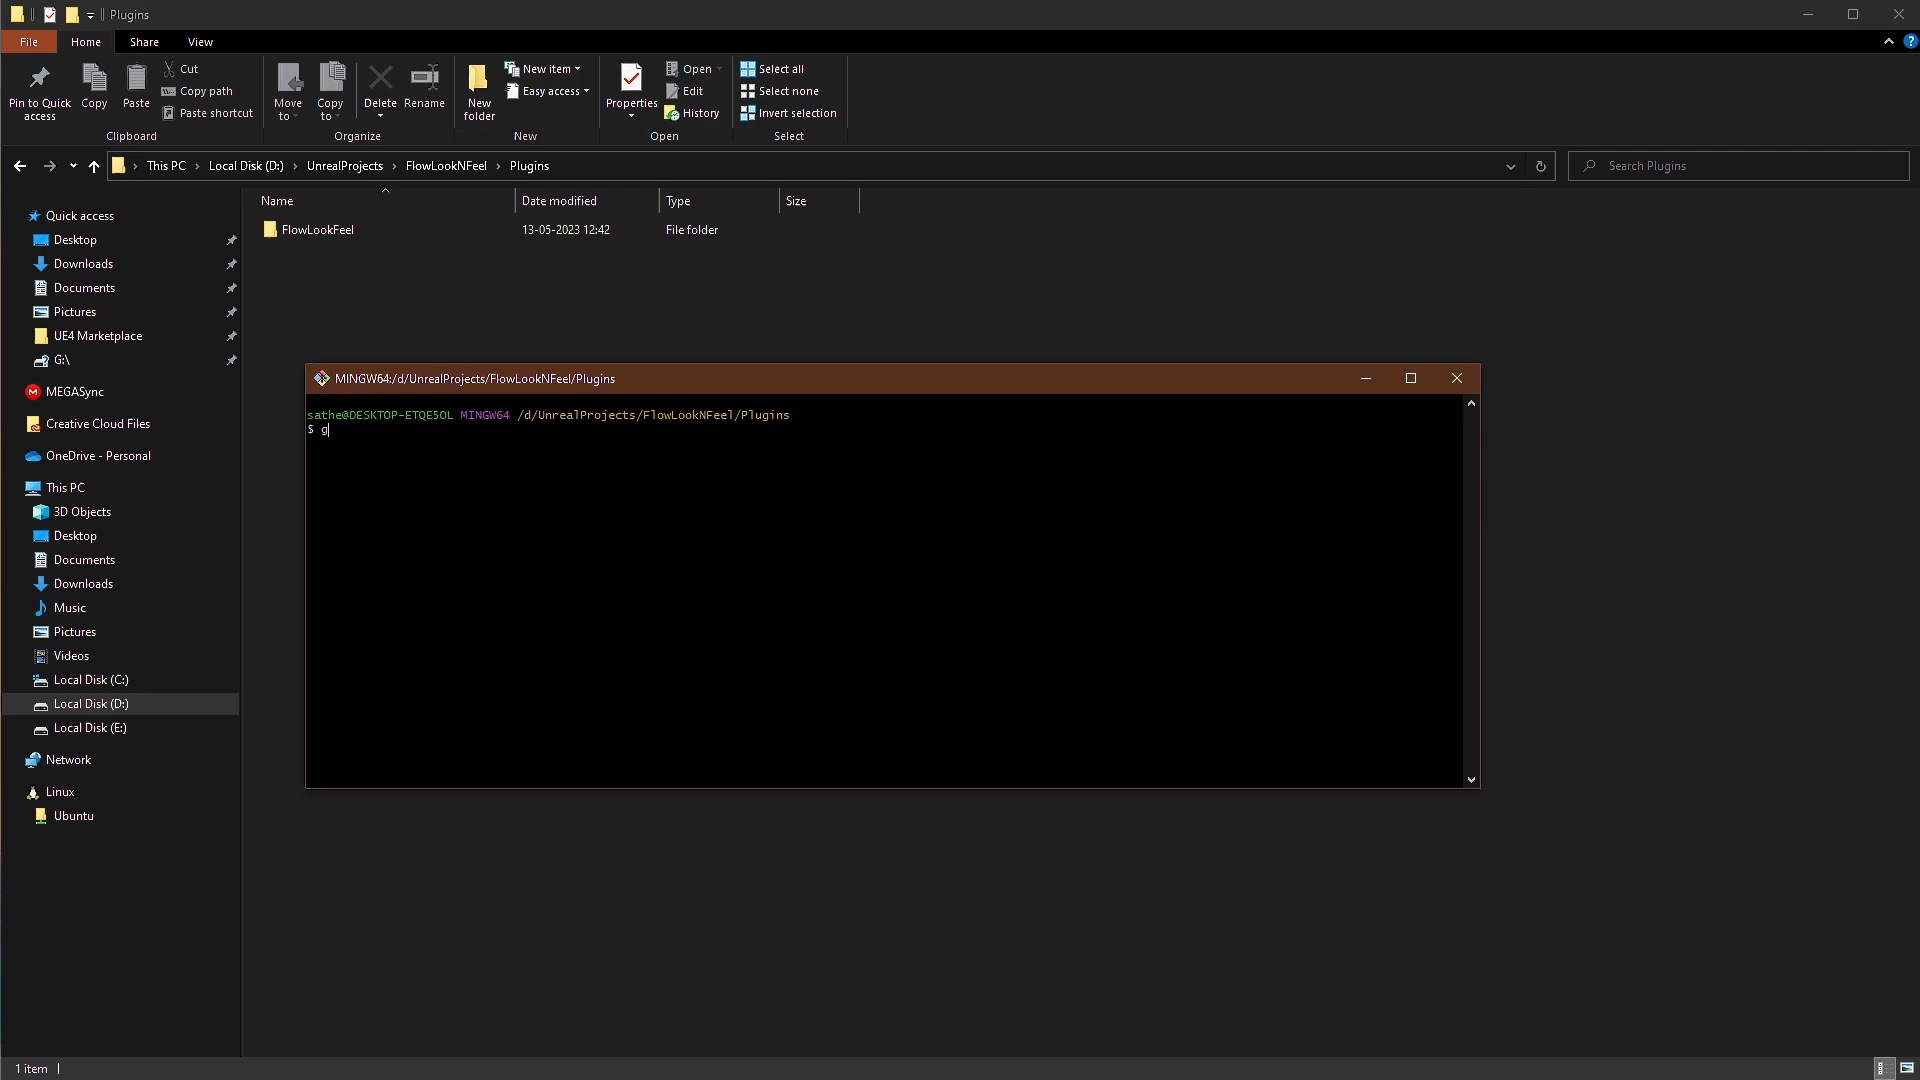 Plugins
File Home Share View
Pin to Quick access
Copy
Paste
Cut
Copy path
Paste shortcut
Clipboard
Move to
Copy to
Delete
Rename
Organize
New folder
New item
Easy access
New
Properties
Open
Edit
History
Open
Select all
Select none
Invert selection
Select
This PC › Local Disk (D:) › UnrealProjects › FlowLookNFeel › Plugins
Search Plugins
Name Date modified Type Size
FlowLookFeel 13-05-2023 12:42 File folder
Quick access
Desktop
Downloads
Documents
Pictures
UE4 Marketplace
G:\
MEGASync
Creative Cloud Files
OneDrive - Personal
This PC
3D Objects
Desktop
Documents
Downloads
Music
Pictures
Videos
Local Disk (C:)
Local Disk (D:)
Local Disk (E:)
Network
Linux
Ubuntu
MINGW64:/d/UnrealProjects/FlowLookNFeel/Plugins
sathe@DESKTOP-ETQE5OL MINGW64 /d/UnrealProjects/FlowLookNFeel/Plugins
$ g
1 item